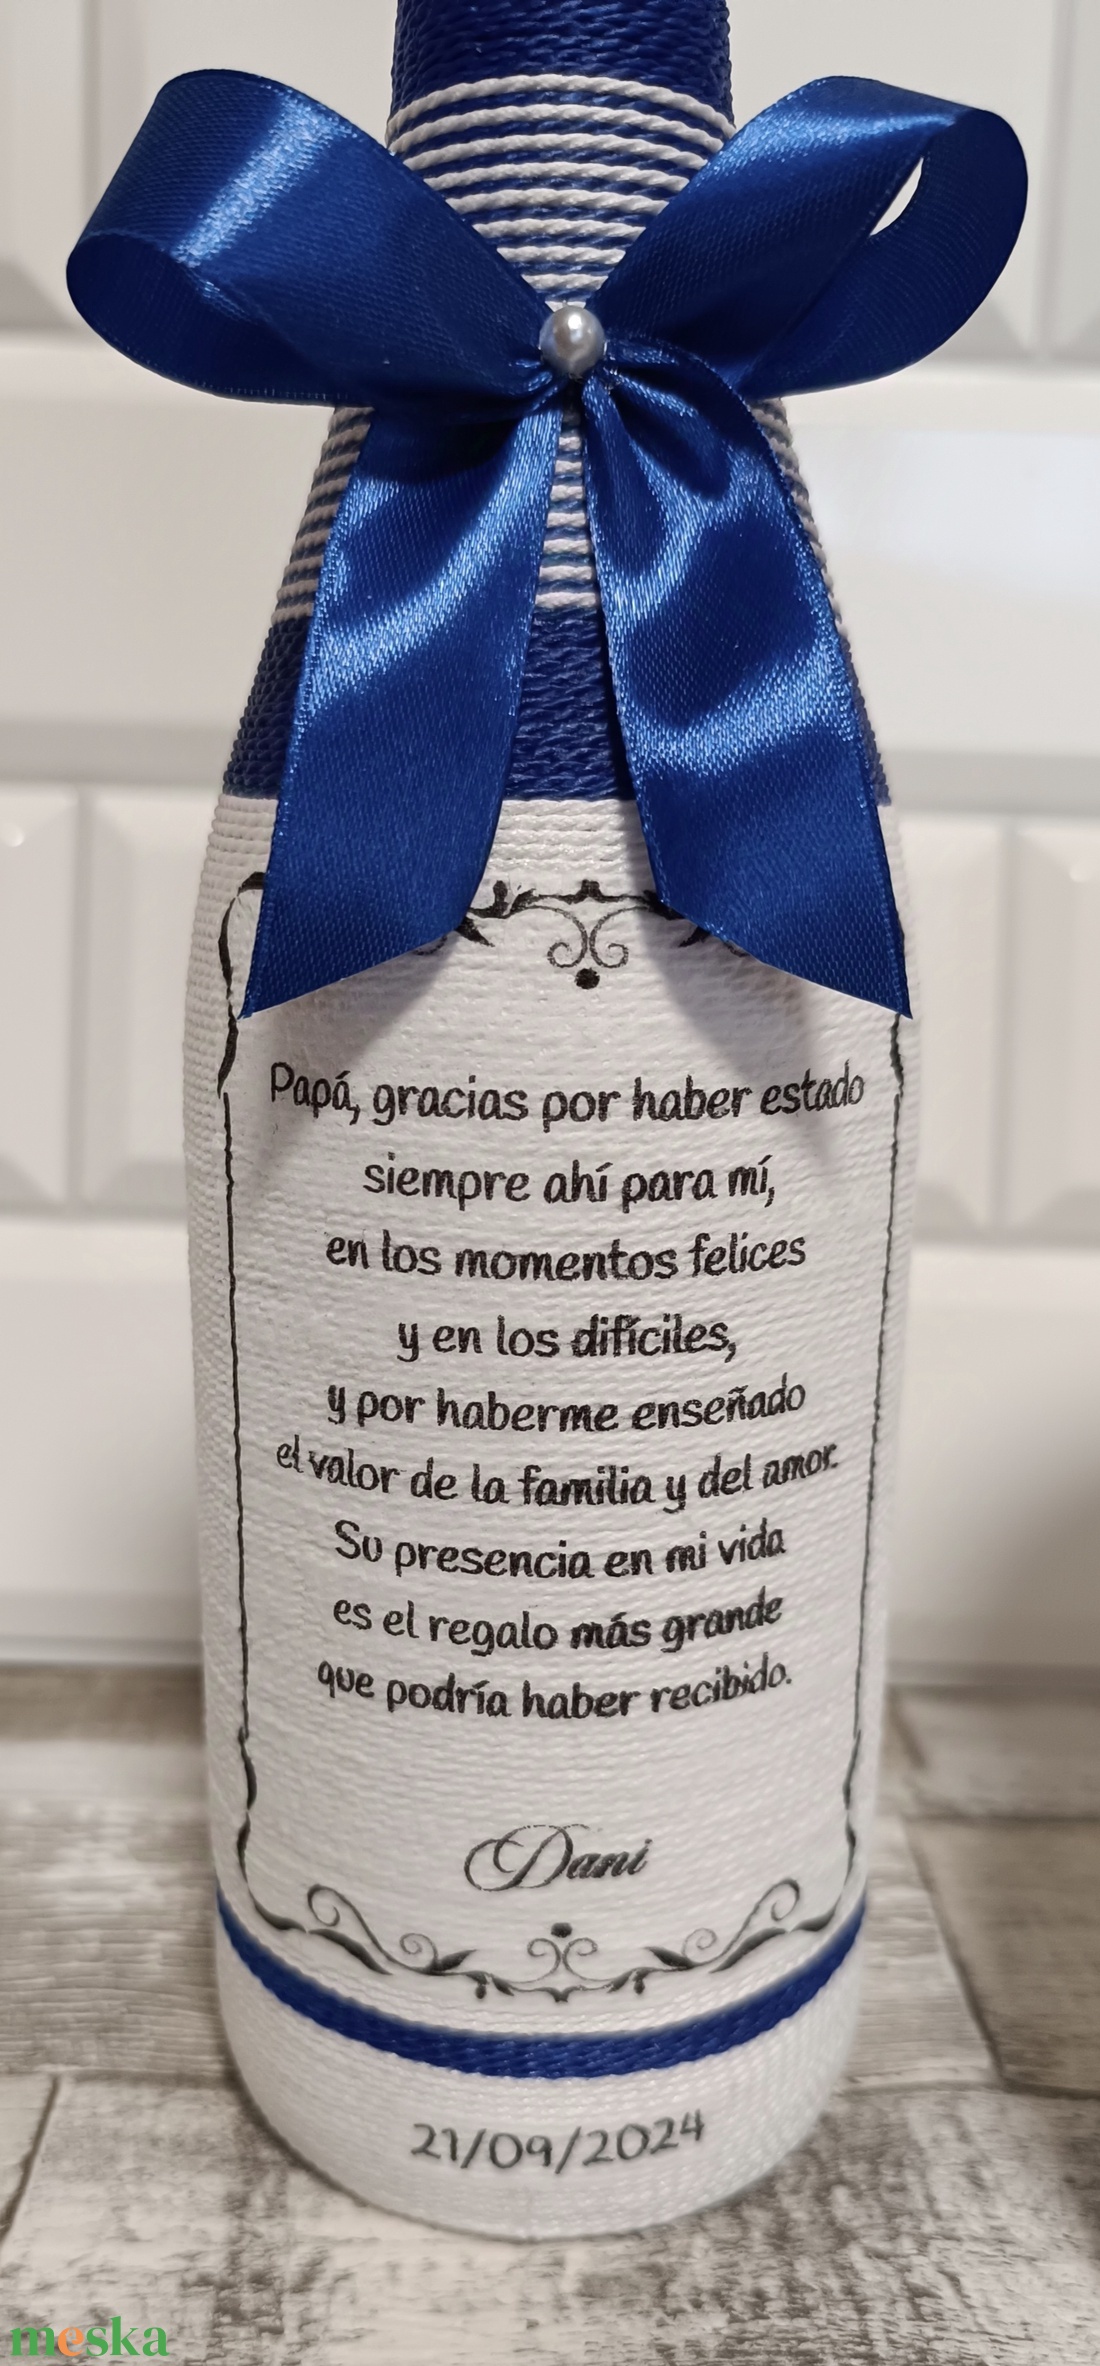 Papá, gracias por haber estado
siempre ahí para mí,
en los momentos felices
y en los difíciles,
y por haberme enseñado
el valor de la familia y del amor.
Su presencia en mi vida
es el regalo más grande
que podría haber recibido.
Dani
21/09/2024
meska